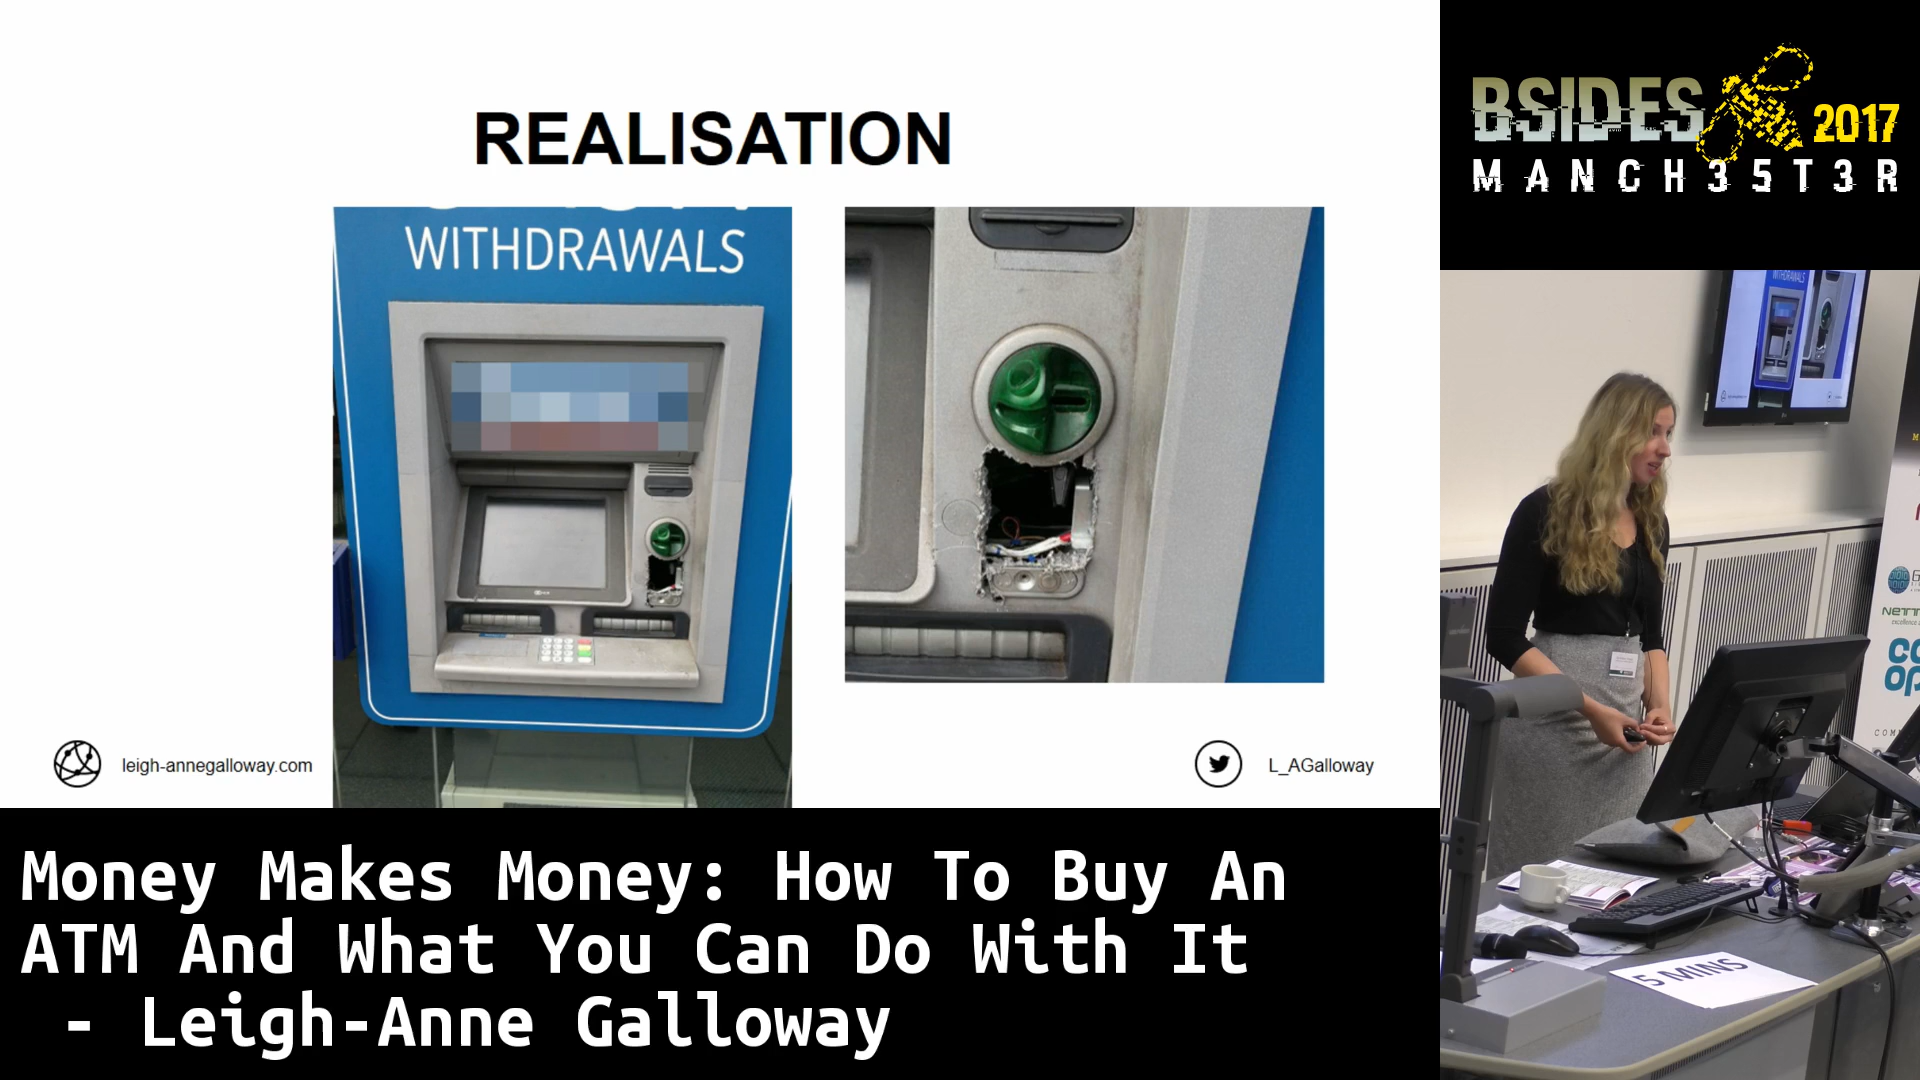 REALISATION
WITHDRAWALS
leigh-annegalloway.com
L_AGalloway
BSIDES 2017
MANCH35T3R
WITHDRAWALS
5 MINS
Money Makes Money: How To Buy An
ATM And What You Can Do With It
- Leigh-Anne Galloway